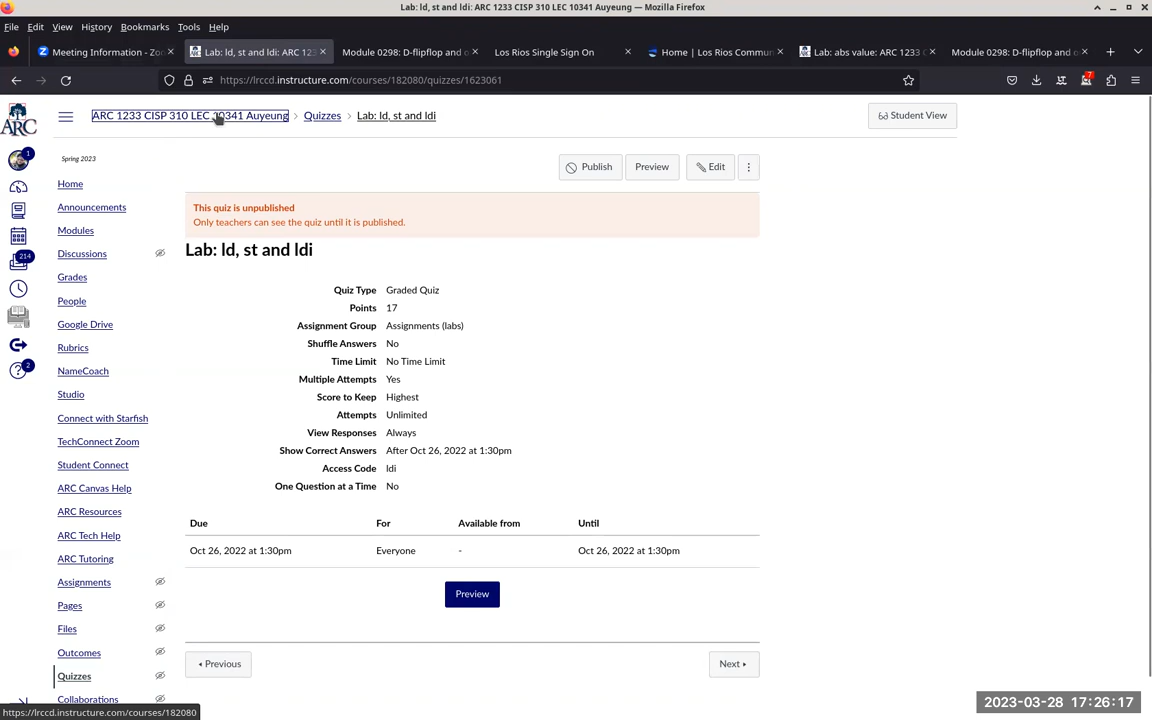 Lab: ld, st and ldi: ARC 1233 CISP 310 LEC 10341 Auyeung — Mozilla Firefox
File Edit View History Bookmarks Tools Help
Meeting Information - Zoo
Lab: ld, st and ldi: ARC 123
Module 0298: D-flipflop and o
Los Rios Single Sign On
Home | Los Rios Commun
Lab: abs value: ARC 1233 C
Module 0298: D-flipflop and o
https://lrccd.instructure.com/courses/182080/quizzes/1623061
7
ARC
ARC 1233 CISP 310 LEC 10341 Auyeung › Quizzes › Lab: ld, st and ldi
Student View
1
214
2
Spring 2023
Home
Announcements
Modules
Discussions
Grades
People
Google Drive
Rubrics
NameCoach
Studio
Connect with Starfish
TechConnect Zoom
Student Connect
ARC Canvas Help
ARC Resources
ARC Tech Help
ARC Tutoring
Assignments
Pages
Files
Outcomes
Quizzes
Collaborations
Publish Preview Edit
This quiz is unpublished
Only teachers can see the quiz until it is published.
Lab: ld, st and ldi
Quiz Type Graded Quiz
Points 17
Assignment Group Assignments (labs)
Shuffle Answers No
Time Limit No Time Limit
Multiple Attempts Yes
Score to Keep Highest
Attempts Unlimited
View Responses Always
Show Correct Answers After Oct 26, 2022 at 1:30pm
Access Code ldi
One Question at a Time No
Due For Available from Until
Oct 26, 2022 at 1:30pm Everyone - Oct 26, 2022 at 1:30pm
Preview
Previous Next
https://lrccd.instructure.com/courses/182080
2023-03-28 17:26:17